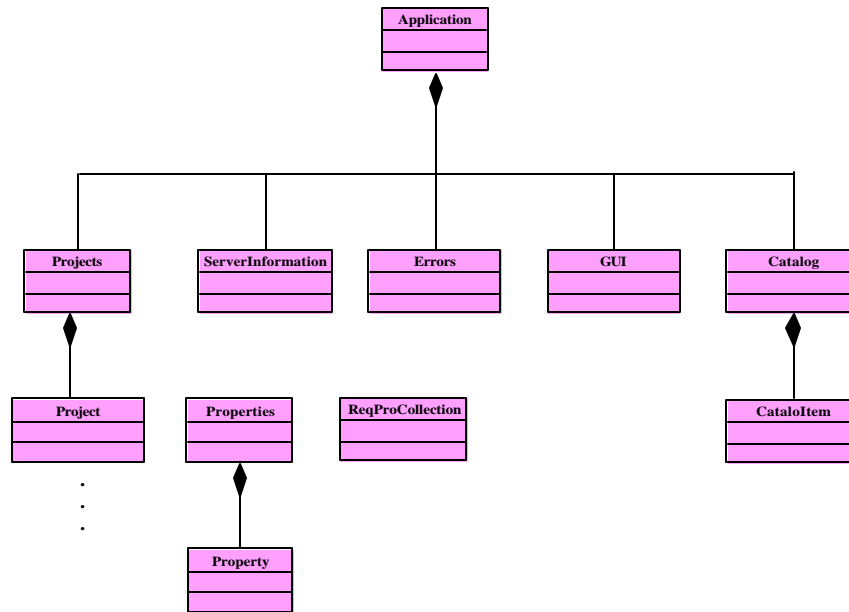 Application
Projects
ServerInformation
Errors
GUI
Catalog
Project
Properties
ReqProCollection
CataloItem
.
.
.
Property